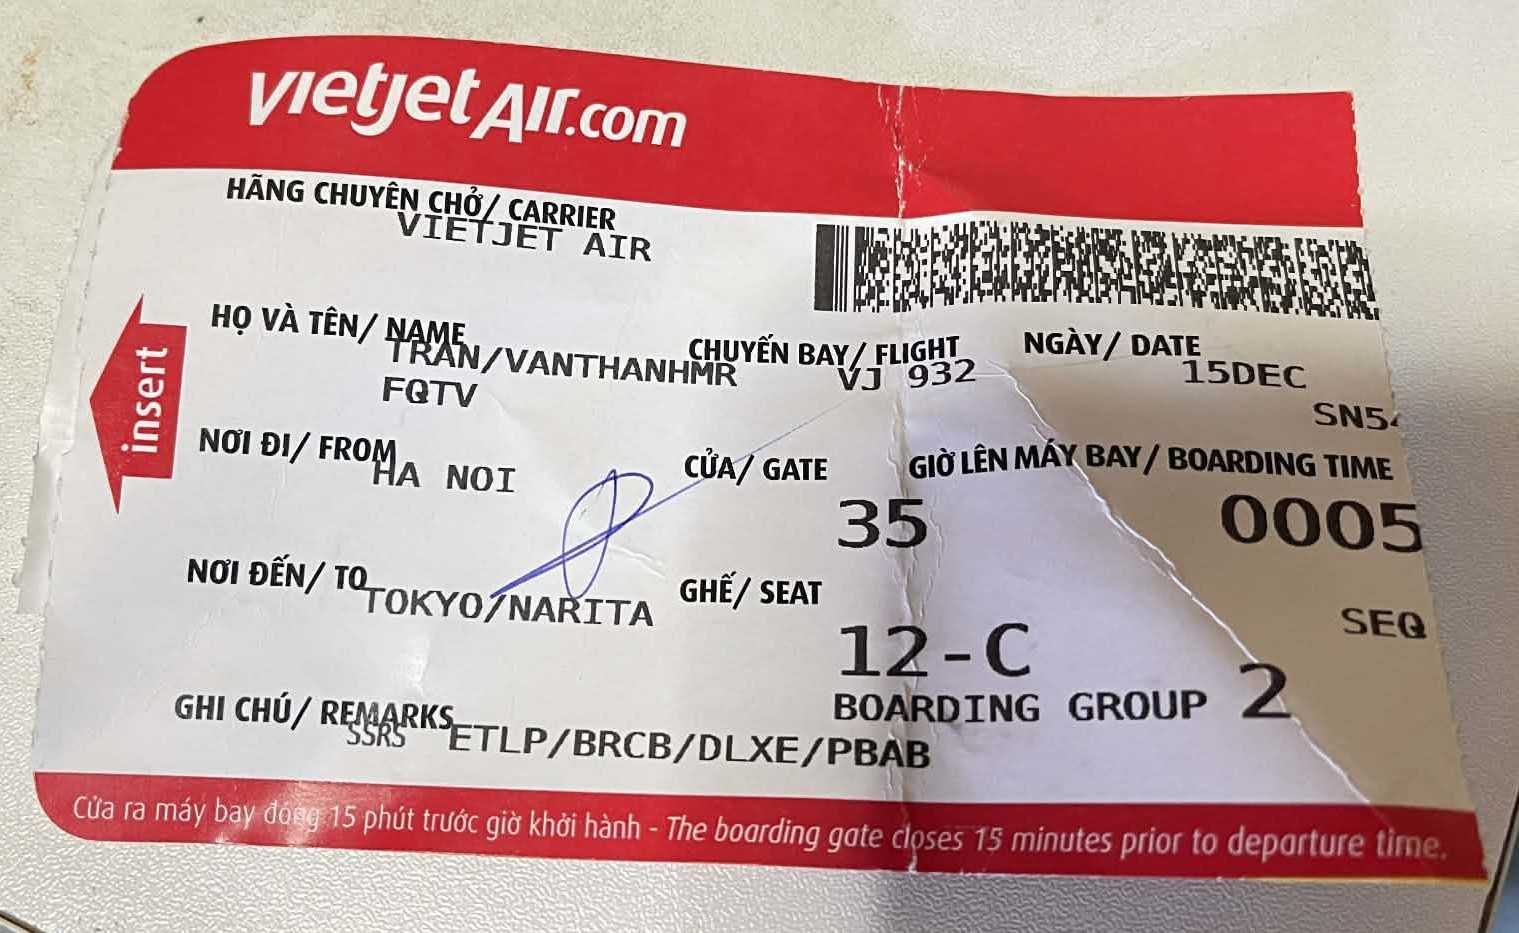 vietjetAir.com
HÃNG CHUYÊN CHỞ/ CARRIER
VIETJET AIR
HỌ VÀ TÊN/ NAME
TRAN/VANTHANHMR
FQTV
CHUYẾN BAY/ FLIGHT
VJ 932
NGÀY/ DATE
15DEC
insert
NƠI ĐI/ FROM
HA NOI
CỬA/ GATE
35
GIỜ LÊN MÁY BAY/ BOARDING TIME
0005
NƠI ĐẾN/ TO
TOKYO/NARITA
GHẾ/ SEAT
12-C
SEQ
BOARDING GROUP 2
GHI CHÚ/ REMARKS
SSRS ETLP/BRCB/DLXE/PBAB
Cửa ra máy bay đóng 15 phút trước giờ khởi hành - The boarding gate closes 15 minutes prior to departure time.